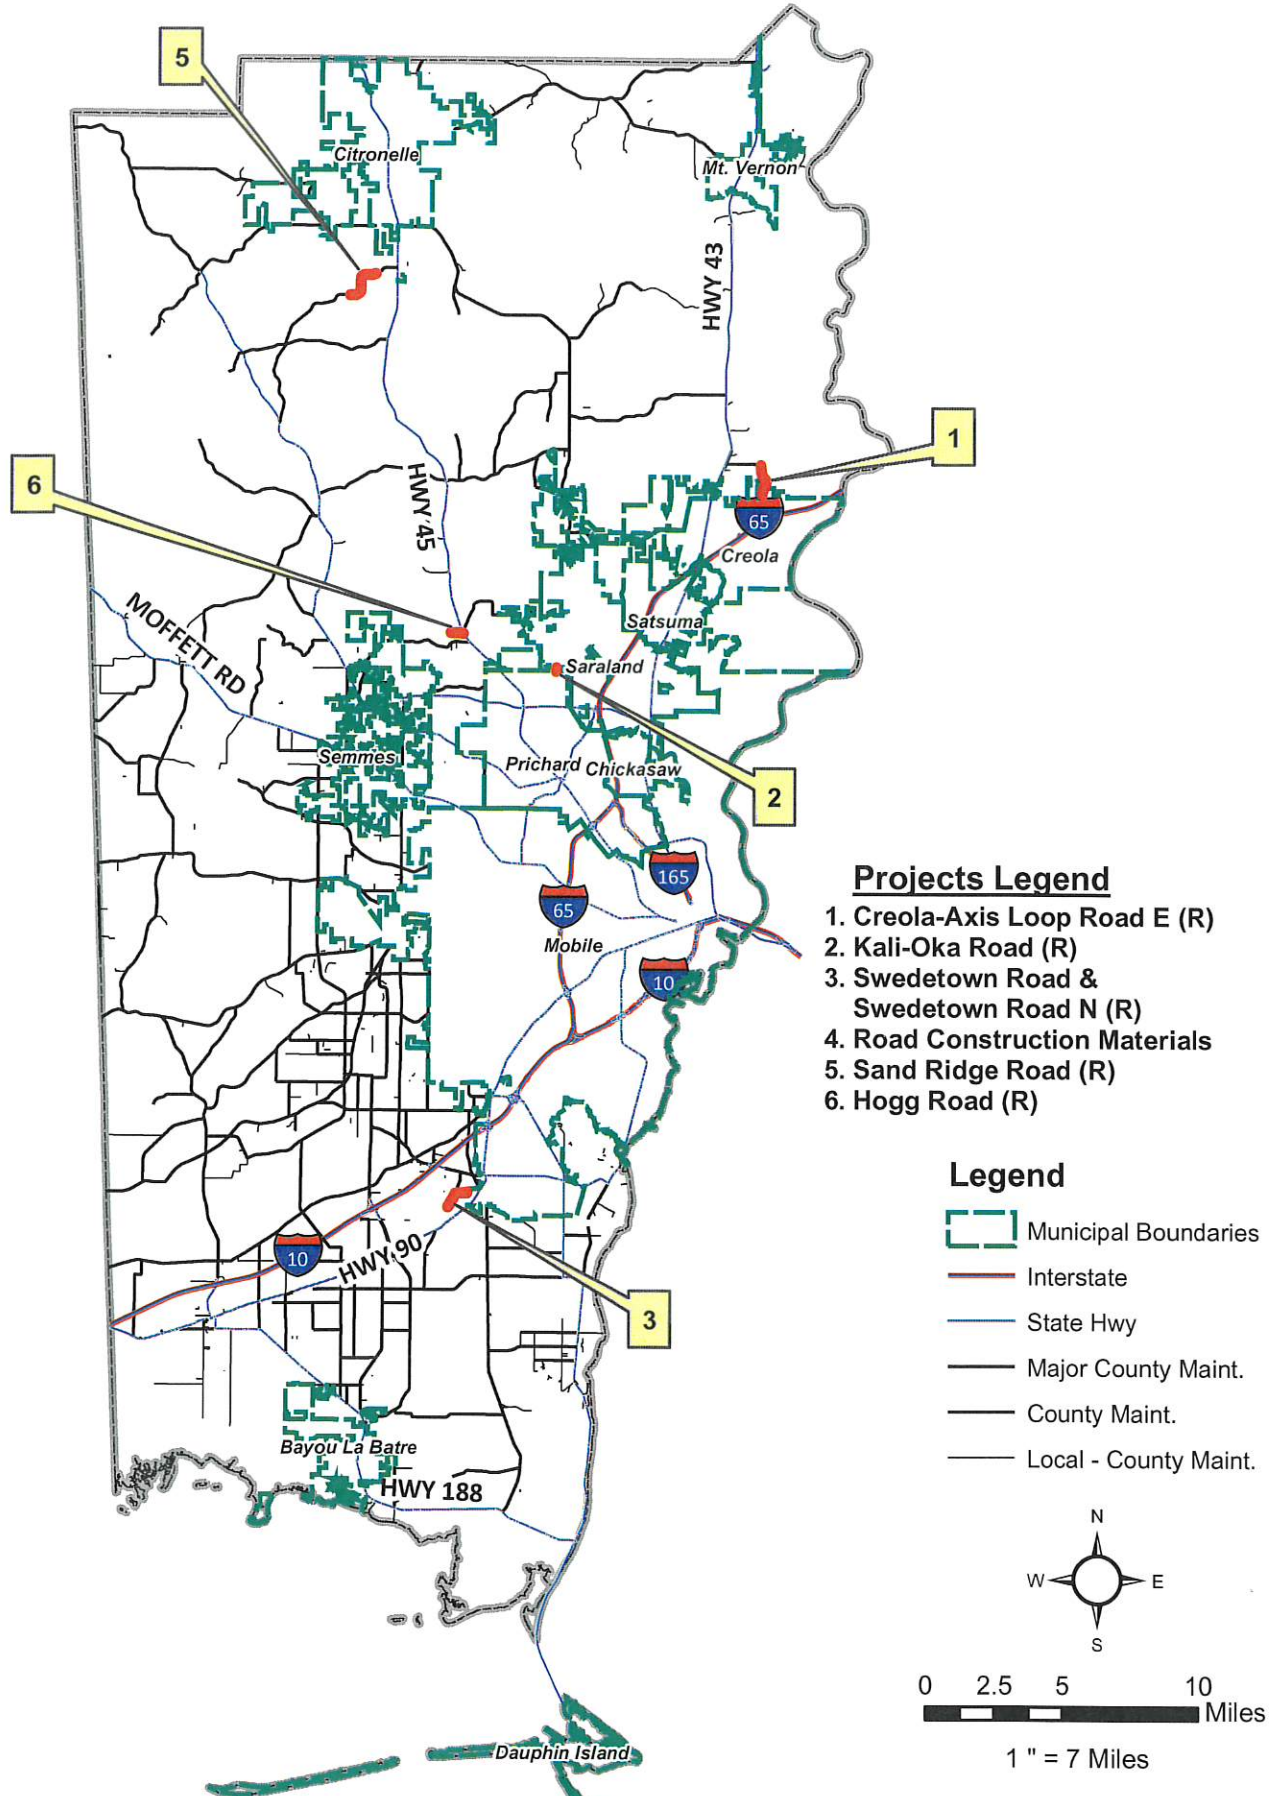 5
Citronelle
Mt. Vernon
HWY 43
1
6
HWY 45
65
Creola
MOFFETT RD
Satsuma
Saraland
Semmes
Prichard
Chickasaw
2
165
65
Mobile
10
Projects Legend
1. Creola-Axis Loop Road E (R)
2. Kali-Oka Road (R)
3. Swedetown Road &
Swedetown Road N (R)
4. Road Construction Materials
5. Sand Ridge Road (R)
6. Hogg Road (R)
10
HWY 90
3
Legend
Municipal Boundaries
Interstate
State Hwy
Major County Maint.
County Maint.
Local - County Maint.
Bayou La Batre
HWY 188
N
W
E
S
0 2.5 5 10
Miles
1 " = 7 Miles
Dauphin Island